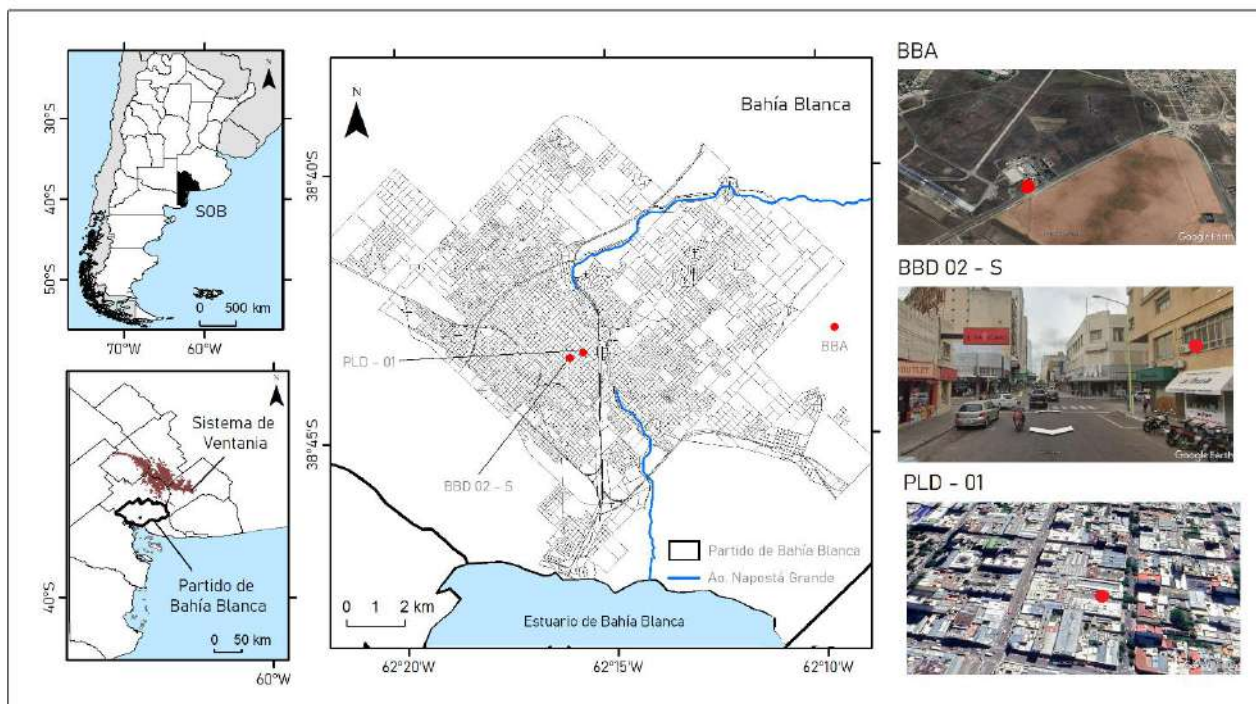 30°S
40°S
50°S
N
SOB
0 500 km
70°W
60°W
N
Sistema de
Ventania
Partido de
Bahía Blanca
40°S
0 50 km
60°W
N
Bahía Blanca
38°40'S
38°45'S
PLD - 01
BBD 02 - S
BBA
Partido de Bahía Blanca
Ao. Napostá Grande
0 1 2 km
Estuario de Bahía Blanca
62°20'W
62°15'W
62°10'W
BBA
Google Earth
BBD 02 - S
OUTLET
Google Earth
PLD - 01